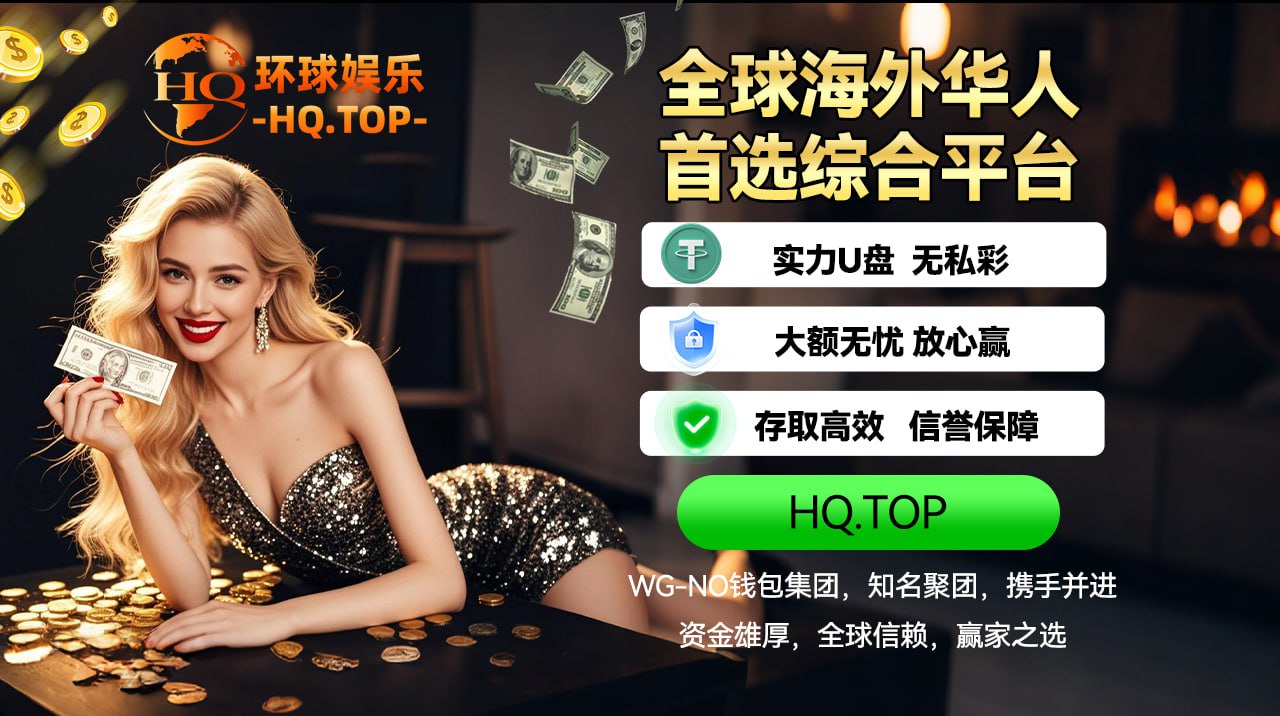 HQ
环球娱乐
-HQ.TOP-
全球海外华人
首选综合平台
实力U盘 无私彩
大额无忧 放心赢
存取高效 信誉保障
HQ.TOP
WG-NO钱包集团，知名聚团，携手并进
资金雄厚，全球信赖，赢家之选